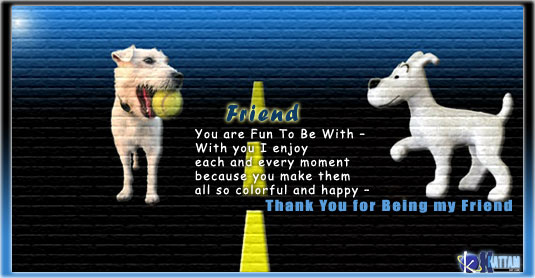 Friend
You are Fun To Be With –
With you I enjoy
each and every moment
because you make them
all so colorful and happy –
Thank You for Being my Friend
KATTAM